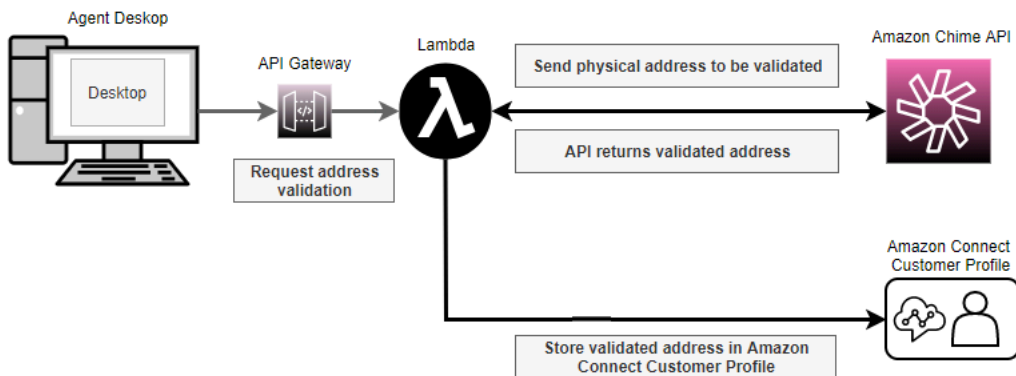 Agent Deskop
Desktop
API Gateway
Request address
validation
Lambda
Send physical address to be validated
API returns validated address
Amazon Chime API
Amazon Connect
Customer Profile
Store validated address in Amazon
Connect Customer Profile